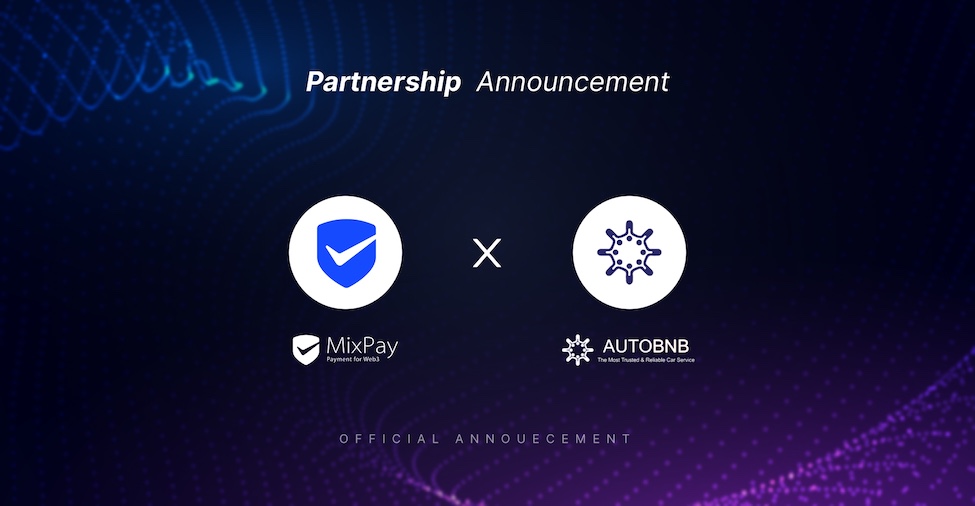 Partnership Announcement
X
MixPay
Payment for Web3
AUTOBNB
The Most Trusted & Reliable Car Service
OFFICIAL ANNOUECEMENT